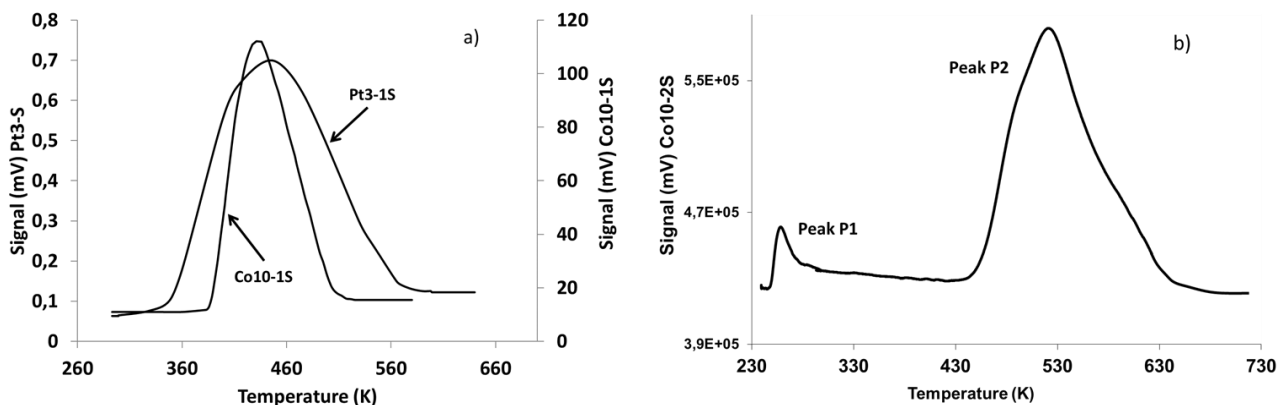 a)
Signal (mV) Pt3-S
0,8
0,7
0,6
0,5
0,4
0,3
0,2
0,1
0
Pt3-1S
Co10-1S
120
100
80
60
40
20
0
Signal (mV) Co10-1S
260 360 460 560 660
Temperature (K)
b)
Signal (mV) Co10-2S
5,5E+05
4,7E+05
3,9E+05
Peak P2
Peak P1
230 330 430 530 630 730
Temperature (K)